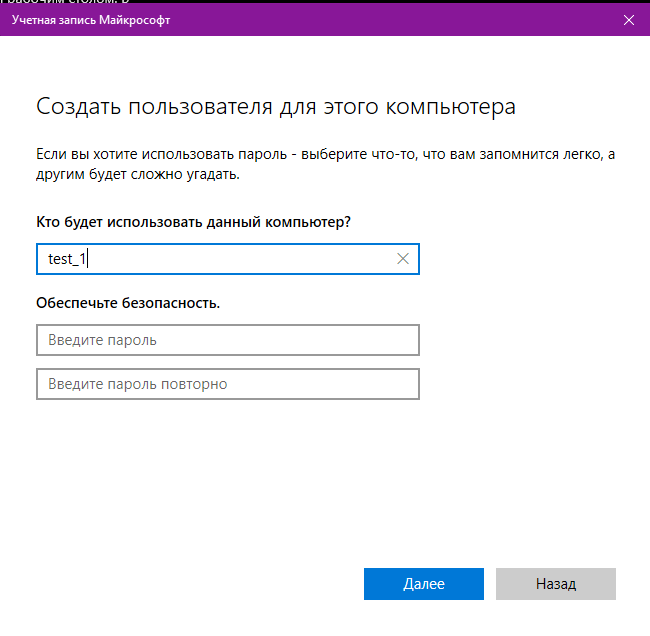 Учетная запись Майкрософт
Создать пользователя для этого компьютера
Если вы хотите использовать пароль - выберите что-то, что вам запомнится легко, а
другим будет сложно угадать.
Кто будет использовать данный компьютер?
test_1
Обеспечьте безопасность.
Введите пароль
Введите пароль повторно
Далее
Назад